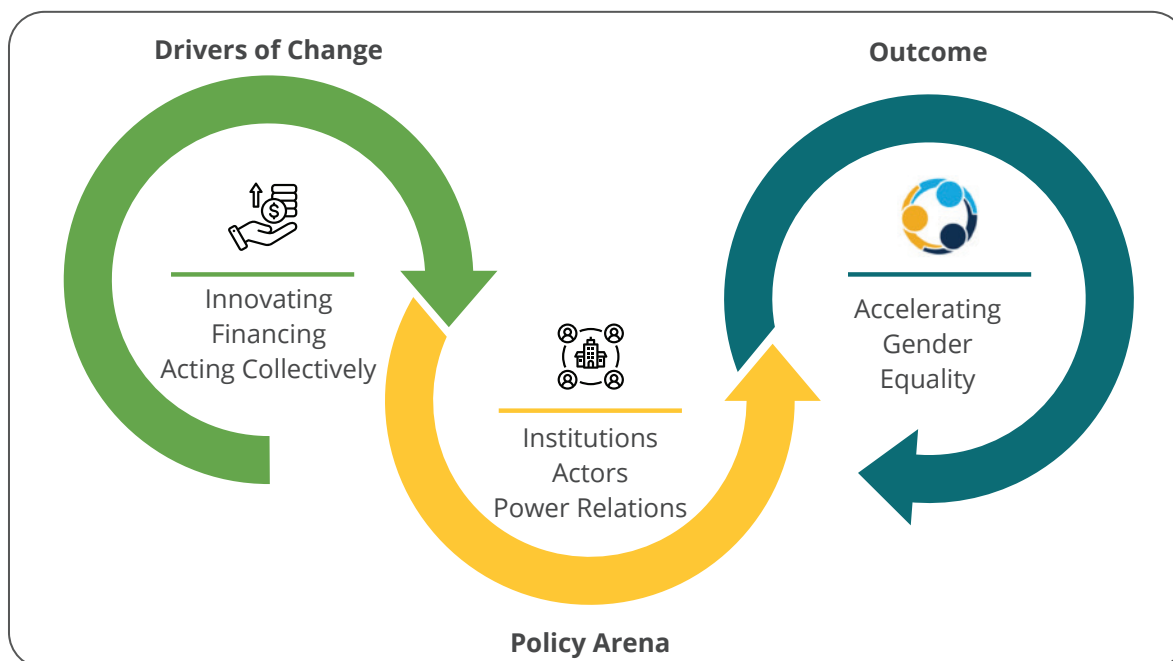 Drivers of Change
Innovating
Financing
Acting Collectively
Institutions
Actors
Power Relations
Policy Arena
Outcome
Accelerating
Gender
Equality